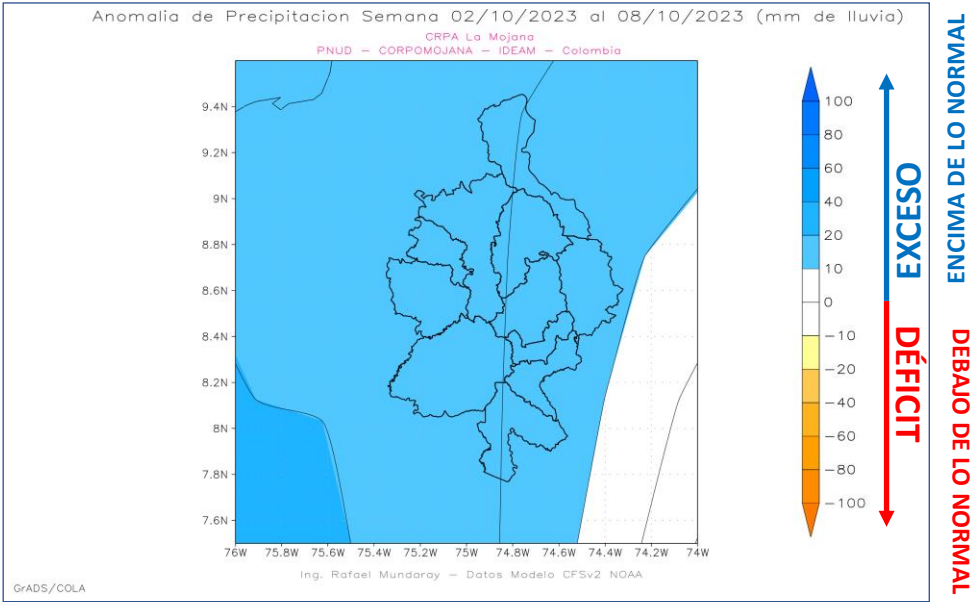 Anomalia de Precipitacion Semana 02/10/2023 al 08/10/2023 (mm de lluvia)
CRPA La Mojana
PNUD – CORPOMOJANA – IDEAM – Colombia
9.4N
9.2N
9N
8.8N
8.6N
8.4N
8.2N
8N
7.8N
7.6N
76W
75.8W
75.6W
75.4W
75.2W
75W
74.8W
74.6W
74.4W
74.2W
74W
100
80
60
40
20
10
0
−10
−20
−40
−60
−80
−100
EXCESO
DÉFICIT
ENCIMA DE LO NORMAL
DEBAJO DE LO NORMAL
Ing. Rafael Mundaray – Datos Modelo CFSv2 NOAA
GrADS/COLA